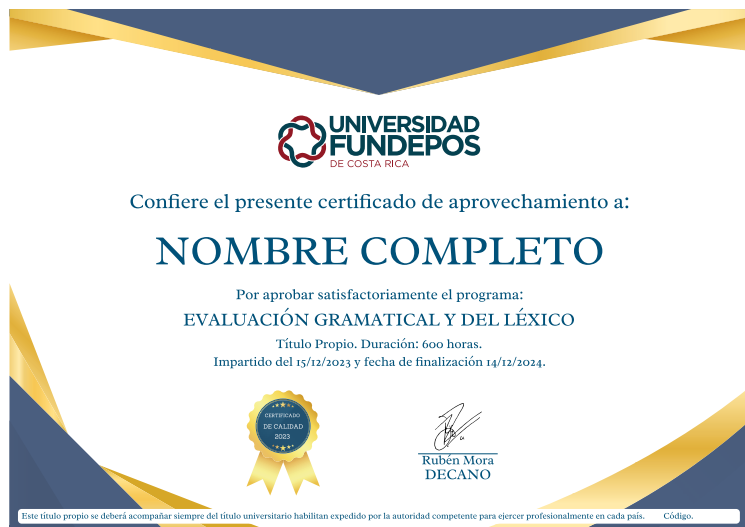 UNIVERSIDAD
FUNDEPOS
DE COSTA RICA
Confiere el presente certificado de aprovechamiento a:
NOMBRE COMPLETO
Por aprobar satisfactoriamente el programa:
EVALUACIÓN GRAMATICAL Y DEL LÉXICO
Título Propio. Duración: 600 horas.
Impartido del 15/12/2023 y fecha de finalización 14/12/2024.
CERTIFICADO
DE CALIDAD
2023
Rubén Mora
DECANO
Este título propio se deberá acompañar siempre del título universitario habilitan expedido por la autoridad competente para ejercer profesionalmente en cada país. Código.